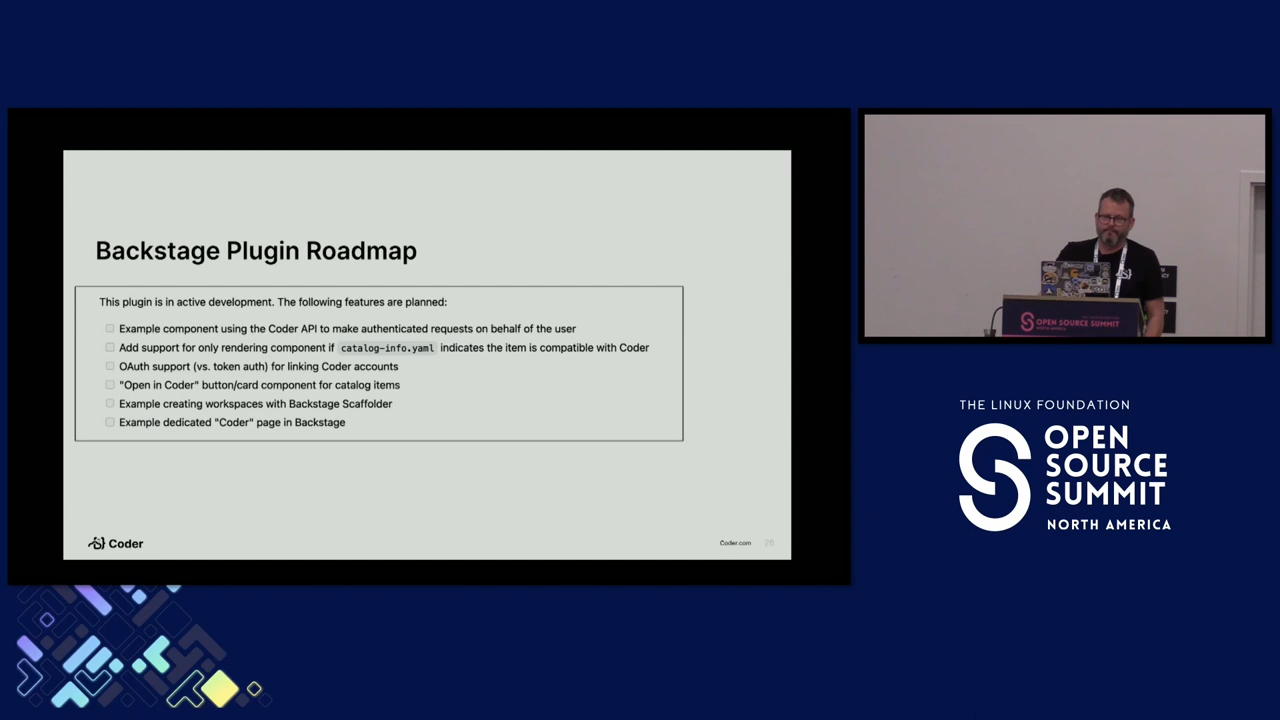 Backstage Plugin Roadmap
This plugin is in active development. The following features are planned:
Example component using the Coder API to make authenticated requests on behalf of the user
Add support for only rendering component if catalog-info.yaml indicates the item is compatible with Coder
OAuth support (vs. token auth) for linking Coder accounts
"Open in Coder" button/card component for catalog items
Example creating workspaces with Backstage Scaffolder
Example dedicated "Coder" page in Backstage
Coder
Coder.com
26
OPEN SOURCE SUMMIT
THE LINUX FOUNDATION
OPEN
SOURCE
SUMMIT
NORTH AMERICA